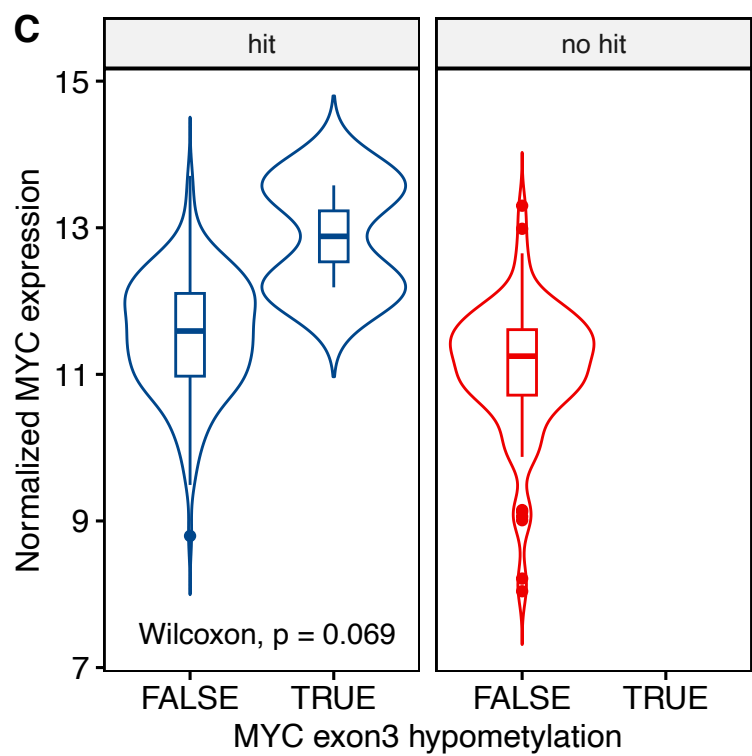 C
hit
no hit
Normalized MYC expression
15
13
11
9
7
Wilcoxon, p = 0.069
FALSE
TRUE
FALSE
TRUE
MYC exon3 hypometylation